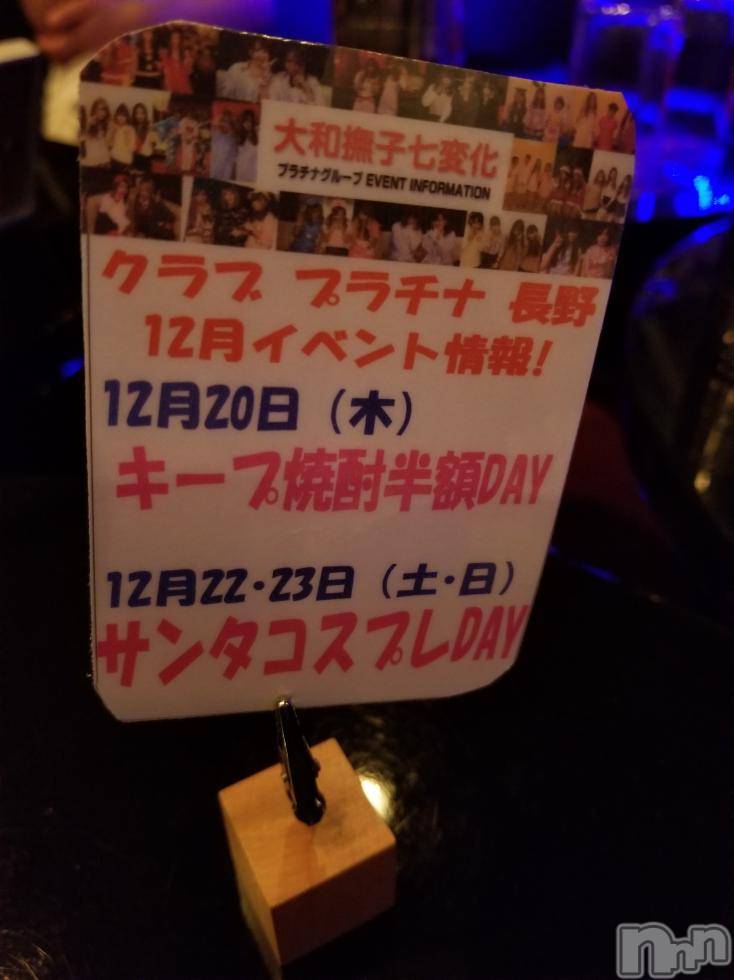 大和撫子七変化
プラチナグループ EVENT INFORMATION
クラブ プラチナ 長野
12月イベント情報!
12月20日（木）
キープ焼酎半額DAY
12月22・23日（土・日）
サンタコスプレDAY
nnn